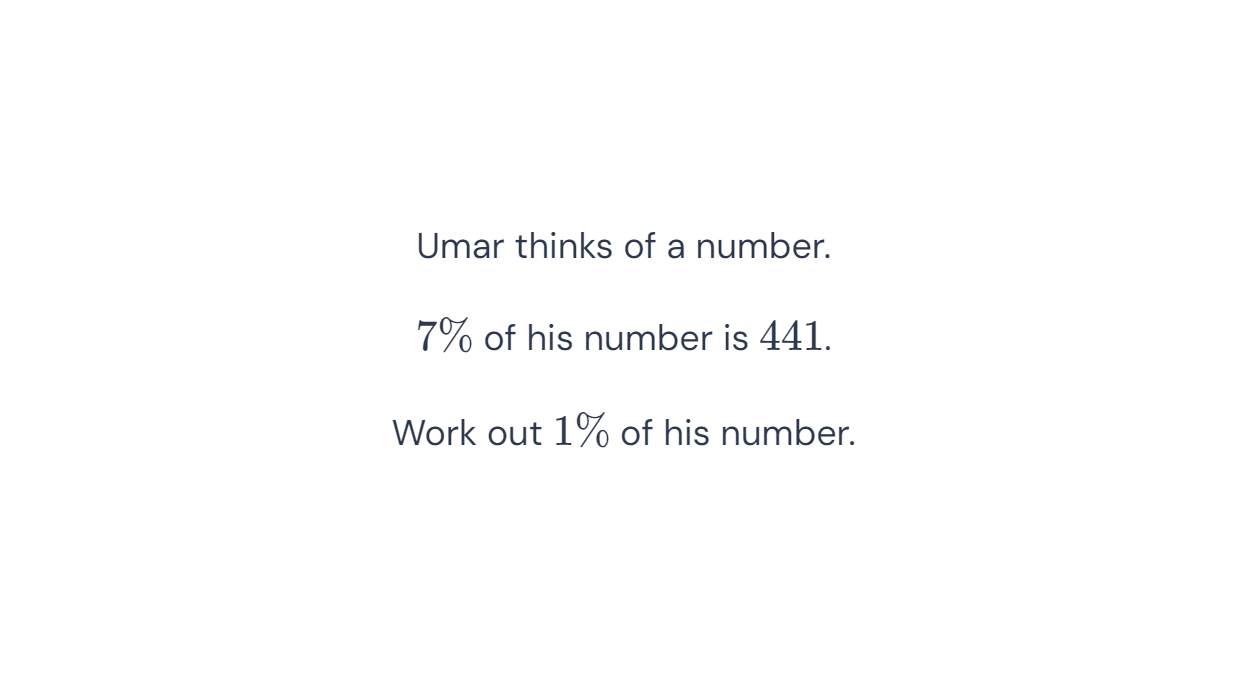 Umar thinks of a number.
7% of his number is 441.
Work out 1% of his number.